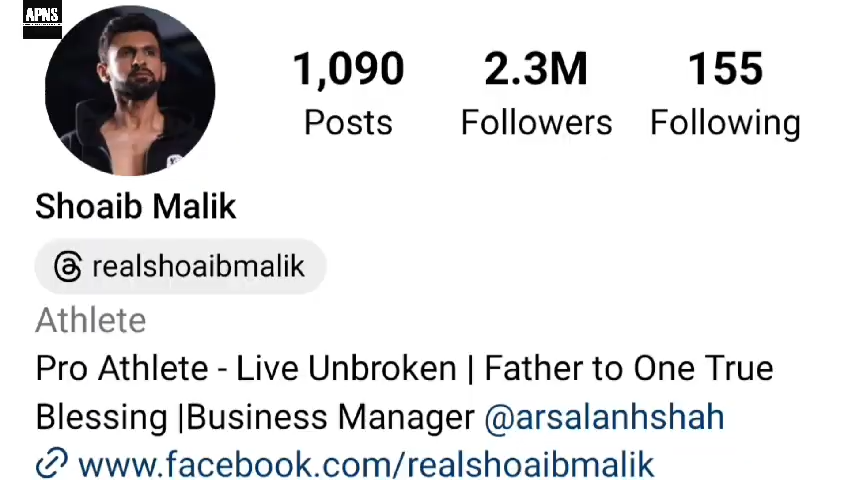 APNS
1,090 2.3M 155
Posts Followers Following
Shoaib Malik
realshoaibmalik
Athlete
Pro Athlete - Live Unbroken | Father to One True
Blessing |Business Manager @arsalanhshah
www.facebook.com/realshoaibmalik